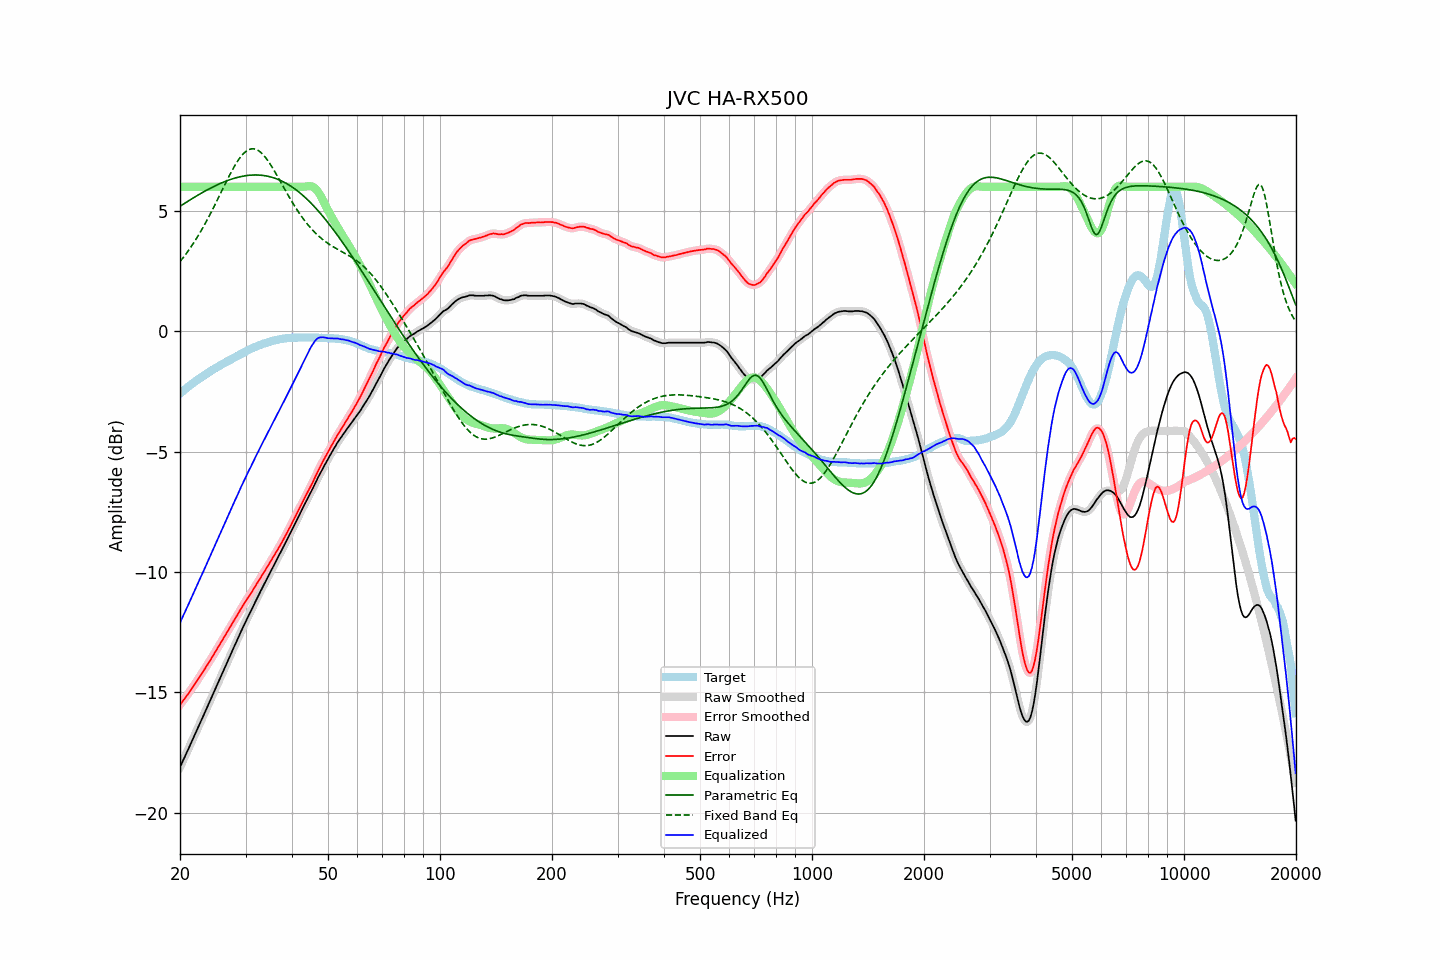 JVC HA-RX500
Amplitude (dBr)
5
0
−5
−10
−15
−20
20
50
100
200
500
1000
2000
5000
10000
20000
Frequency (Hz)
Target
Raw Smoothed
Error Smoothed
Raw
Error
Equalization
Parametric Eq
Fixed Band Eq
Equalized